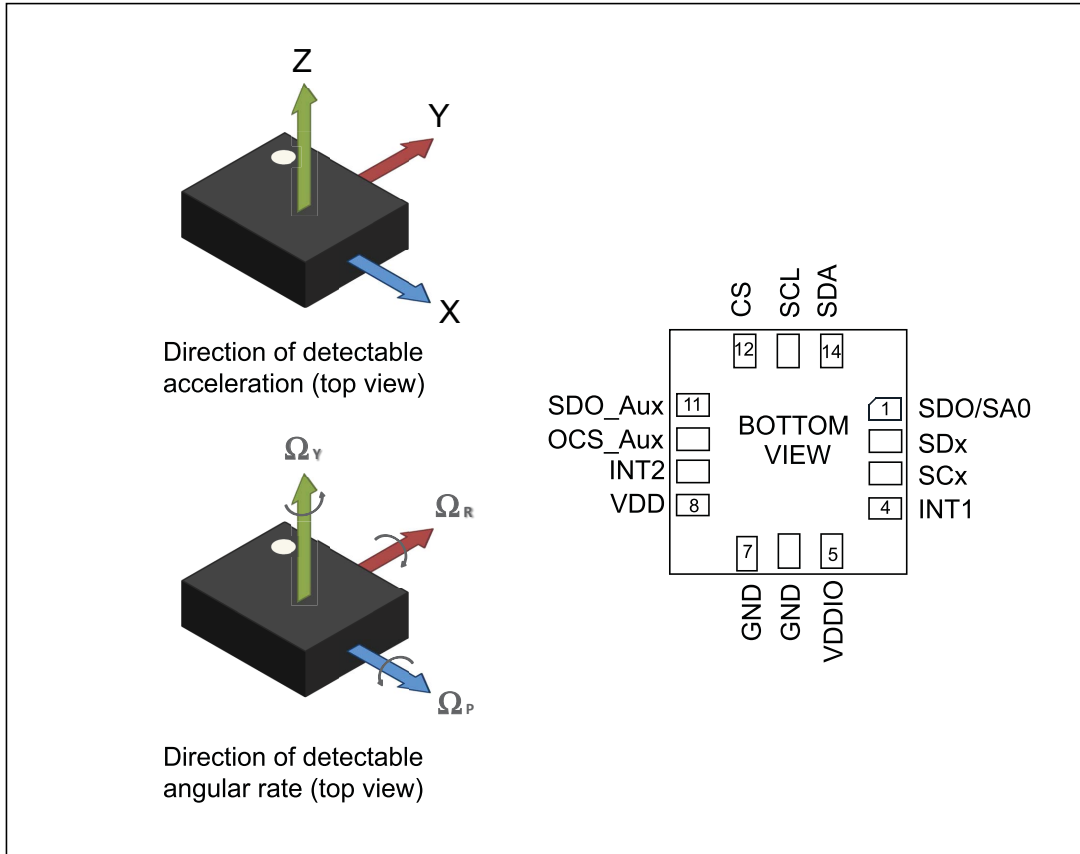 Z
Y
X
Direction of detectable
acceleration (top view)
ΩY
ΩR
ΩP
Direction of detectable
angular rate (top view)
CS
SCL
SDA
12
14
SDO_Aux
11
OCS_Aux
INT2
VDD
8
BOTTOM
VIEW
1
SDO/SA0
SDx
SCx
4
INT1
7
5
GND
GND
VDDIO